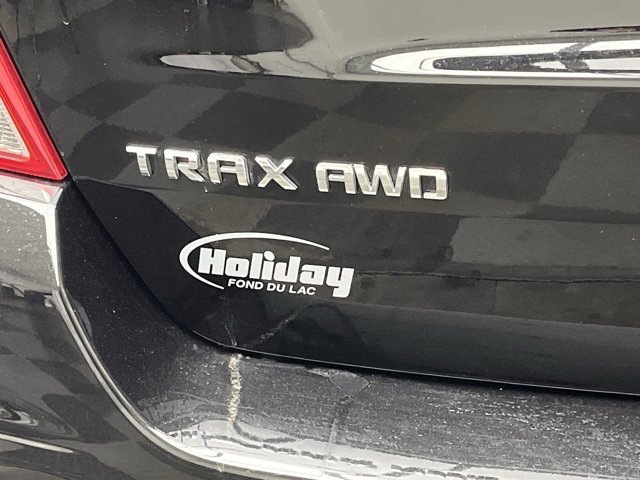 TRAX AWD
Holiday
FOND DU LAC